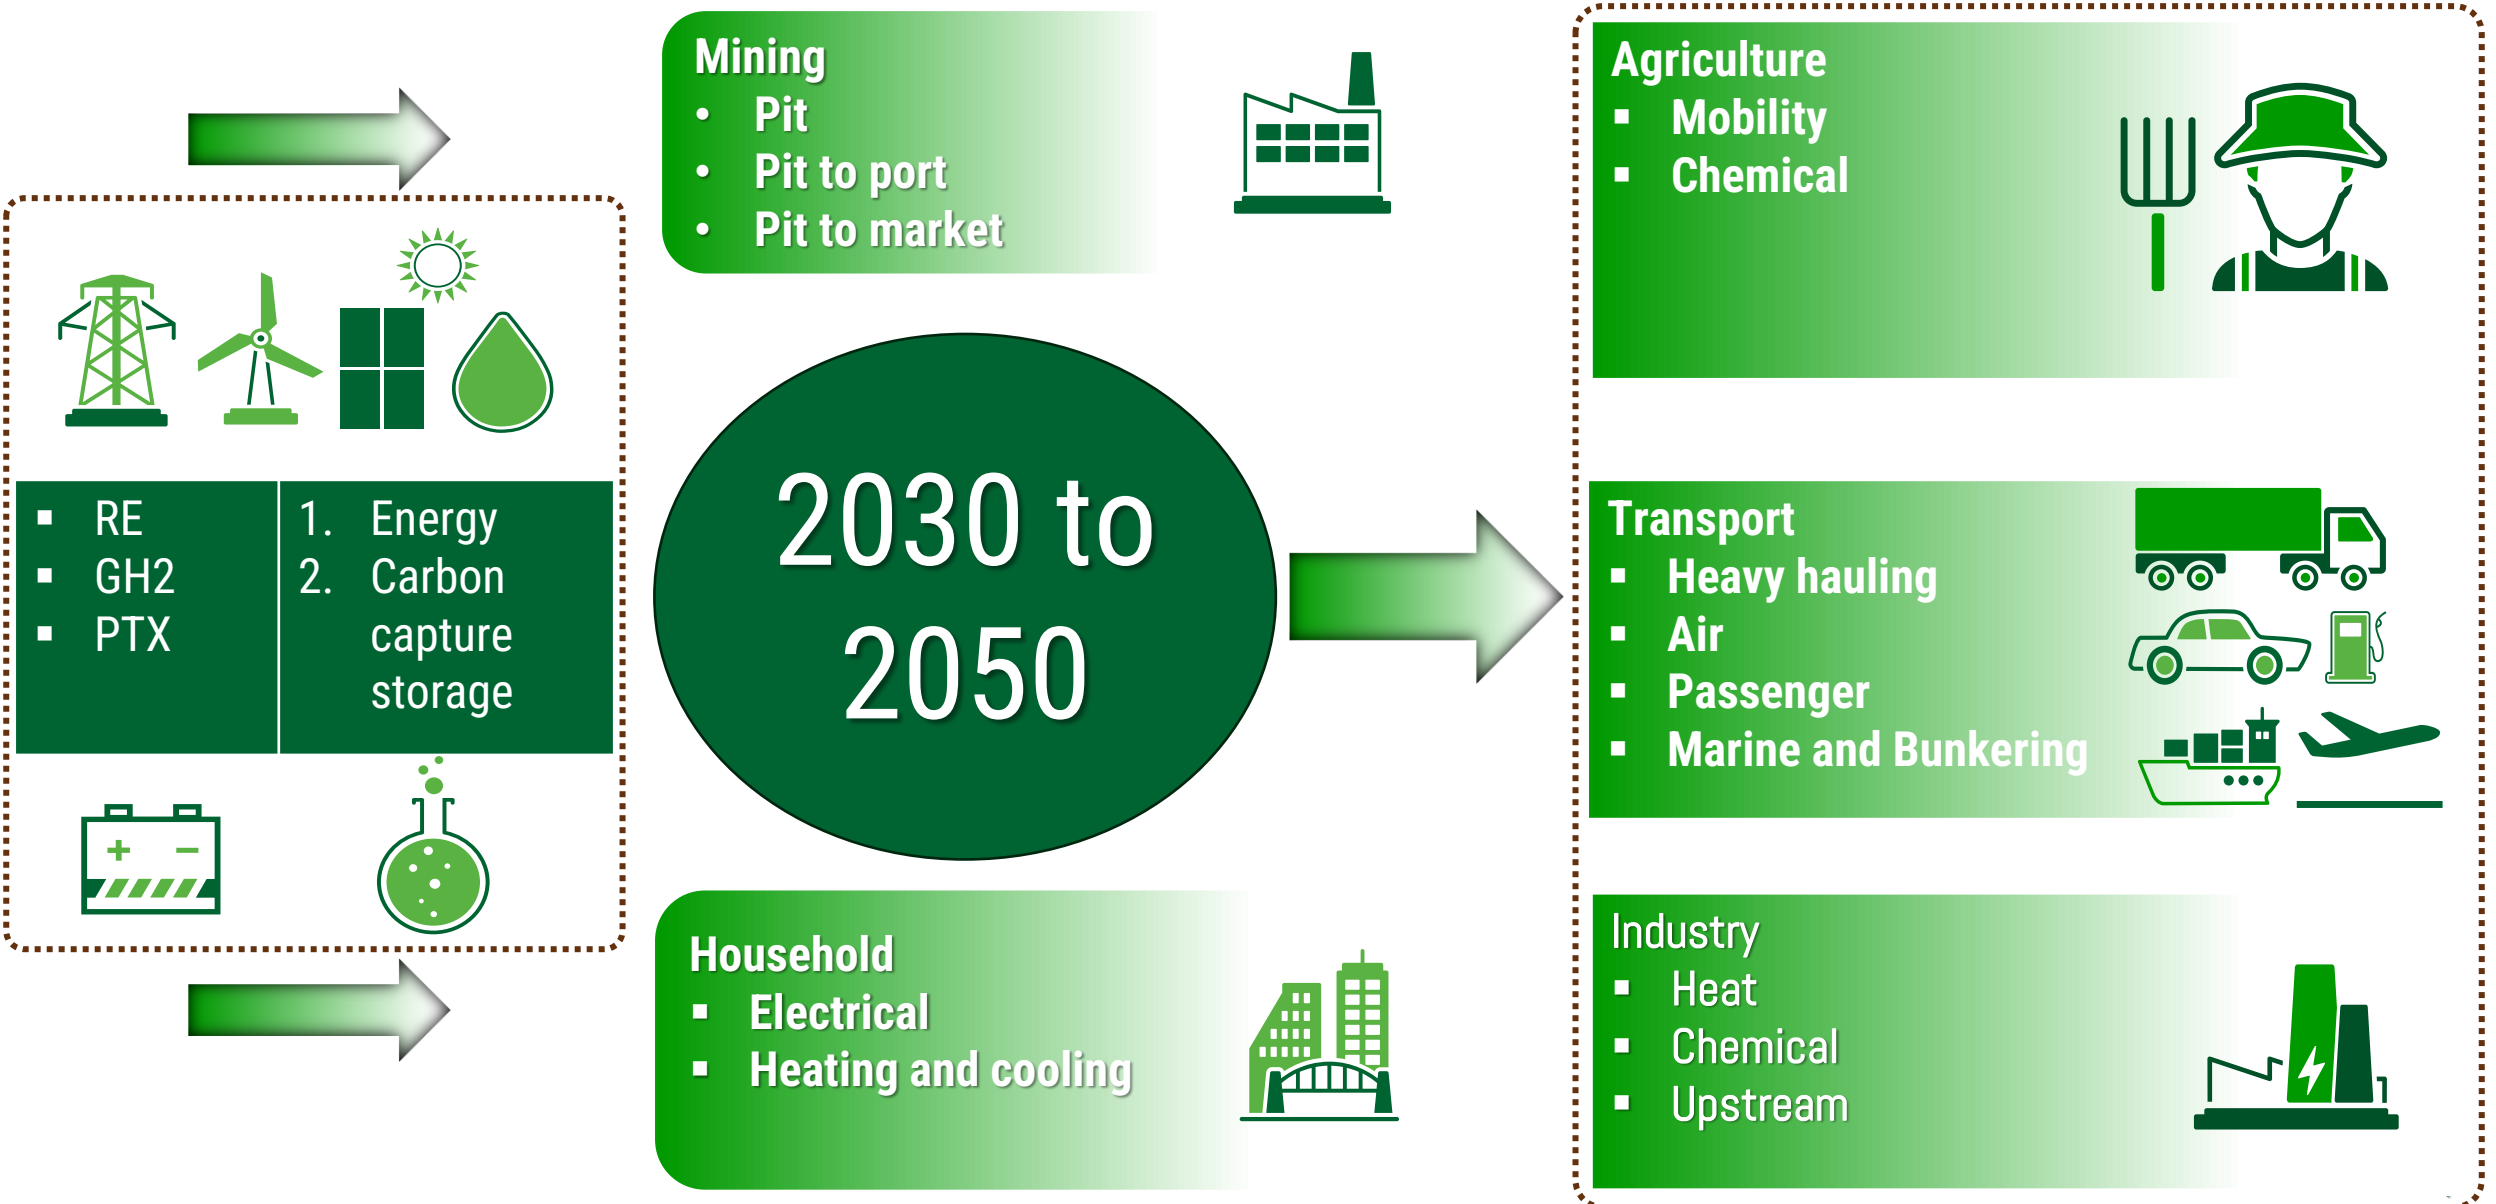 Mining
• Pit
• Pit to port
• Pit to market
▪ RE
▪ GH2
▪ PTX
1. Energy
2. Carbon
capture
storage
2030 to
2050
Household
▪ Electrical
▪ Heating and cooling
Agriculture
▪ Mobility
▪ Chemical
Transport
▪ Heavy hauling
▪ Air
▪ Passenger
▪ Marine and Bunkering
Industry
▪ Heat
▪ Chemical
▪ Upstream